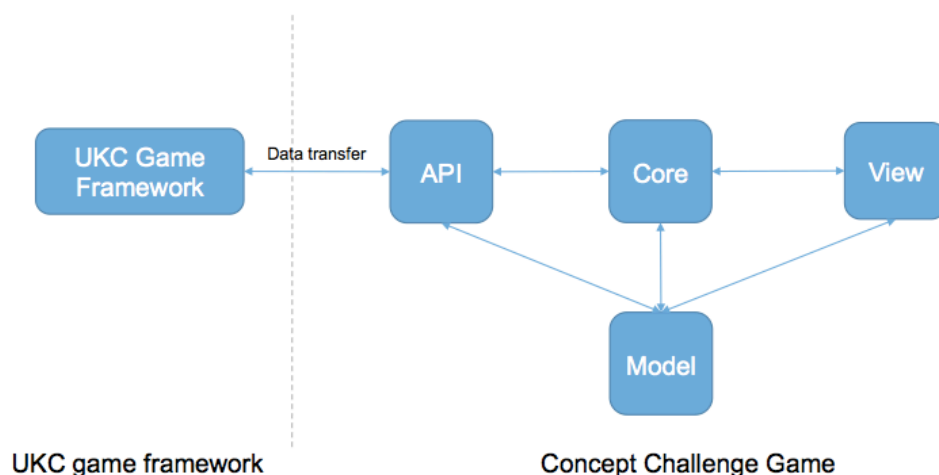 UKC Game
Framework
Data transfer
API
Core
View
Model
UKC game framework
Concept Challenge Game